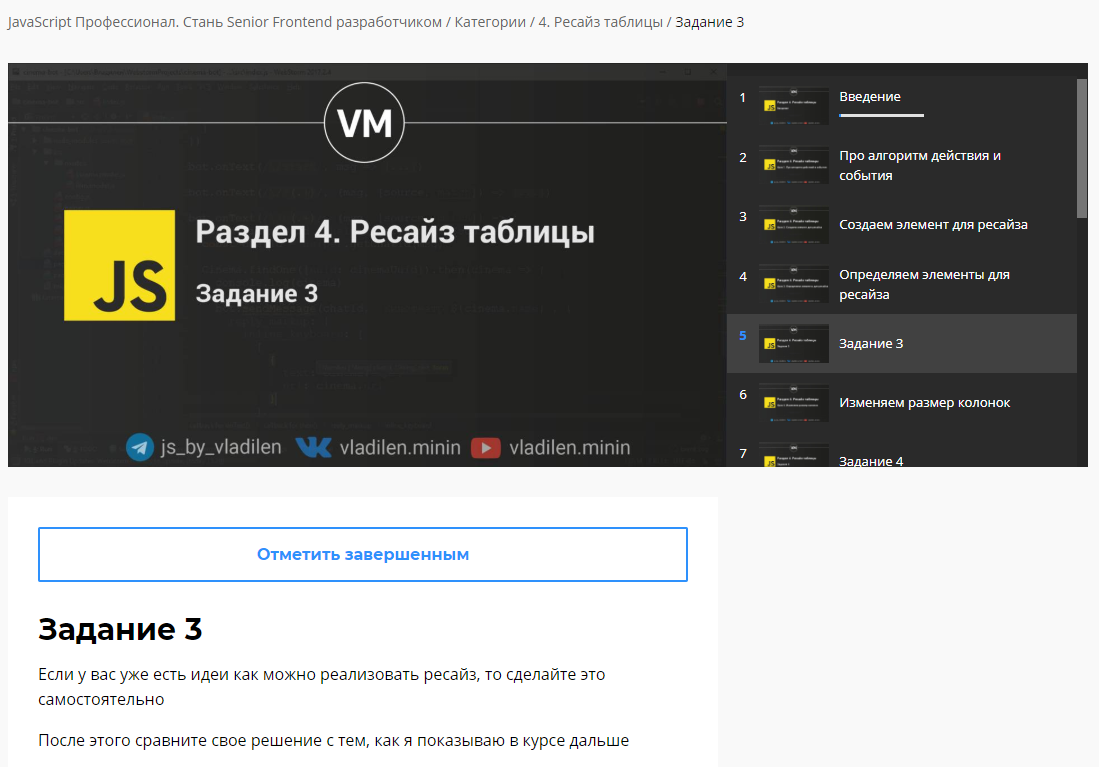 JavaScript Профессионал. Стань Senior Frontend разработчиком / Категории / 4. Ресайз таблицы / Задание 3
VM
JS
Раздел 4. Ресайз таблицы
Задание 3
js_by_vladilen
vladilen.minin
vladilen.minin
1
Введение
2
Про алгоритм действия и
события
3
Создаем элемент для ресайза
4
Определяем элементы для
ресайза
5
Задание 3
6
Изменяем размер колонок
7
Задание 4
Отметить завершенным
Задание 3
Если у вас уже есть идеи как можно реализовать ресайз, то сделайте это
самостоятельно
После этого сравните свое решение с тем, как я показываю в курсе дальше